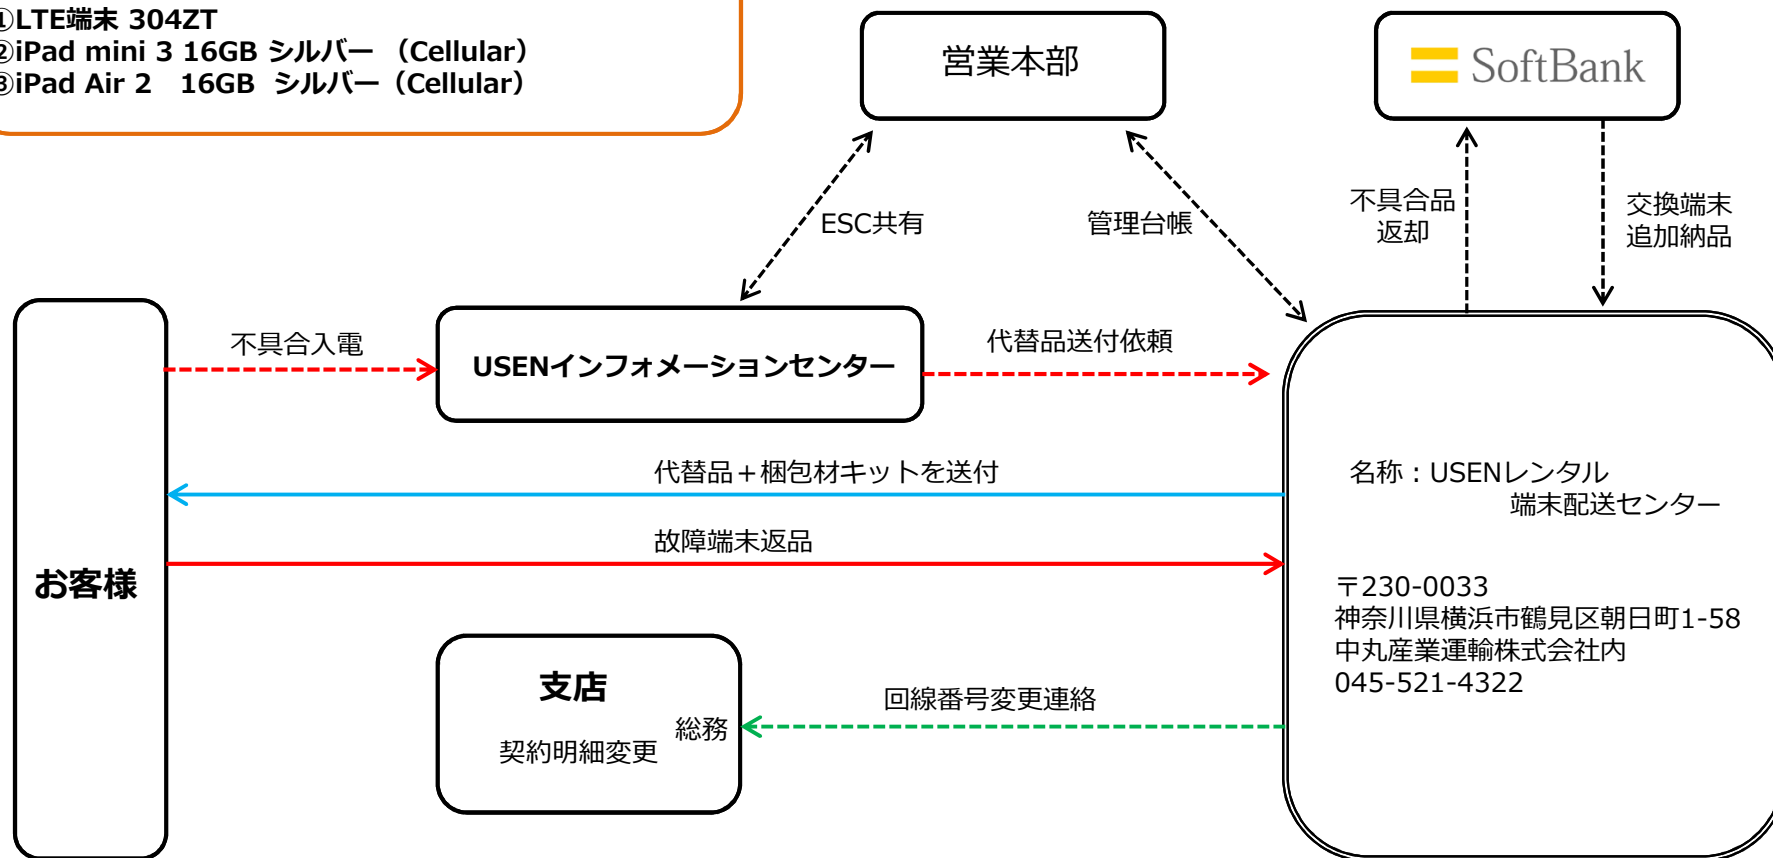 ①LTE端末 304ZT
②iPad mini 3 16GB シルバー （Cellular）
③iPad Air 2　16GB シルバー（Cellular）
営業本部
SoftBank
不具合品
返却
交換端末
追加納品
ESC共有
管理台帳
不具合入電
USENインフォメーションセンター
代替品送付依頼
代替品＋梱包材キットを送付
名称：USENレンタル
端末配送センター
故障端末返品
お客様
〒230-0033
神奈川県横浜市鶴見区朝日町1-58
中丸産業運輸株式会社内
045-521-4322
支店
総務
契約明細変更
回線番号変更連絡